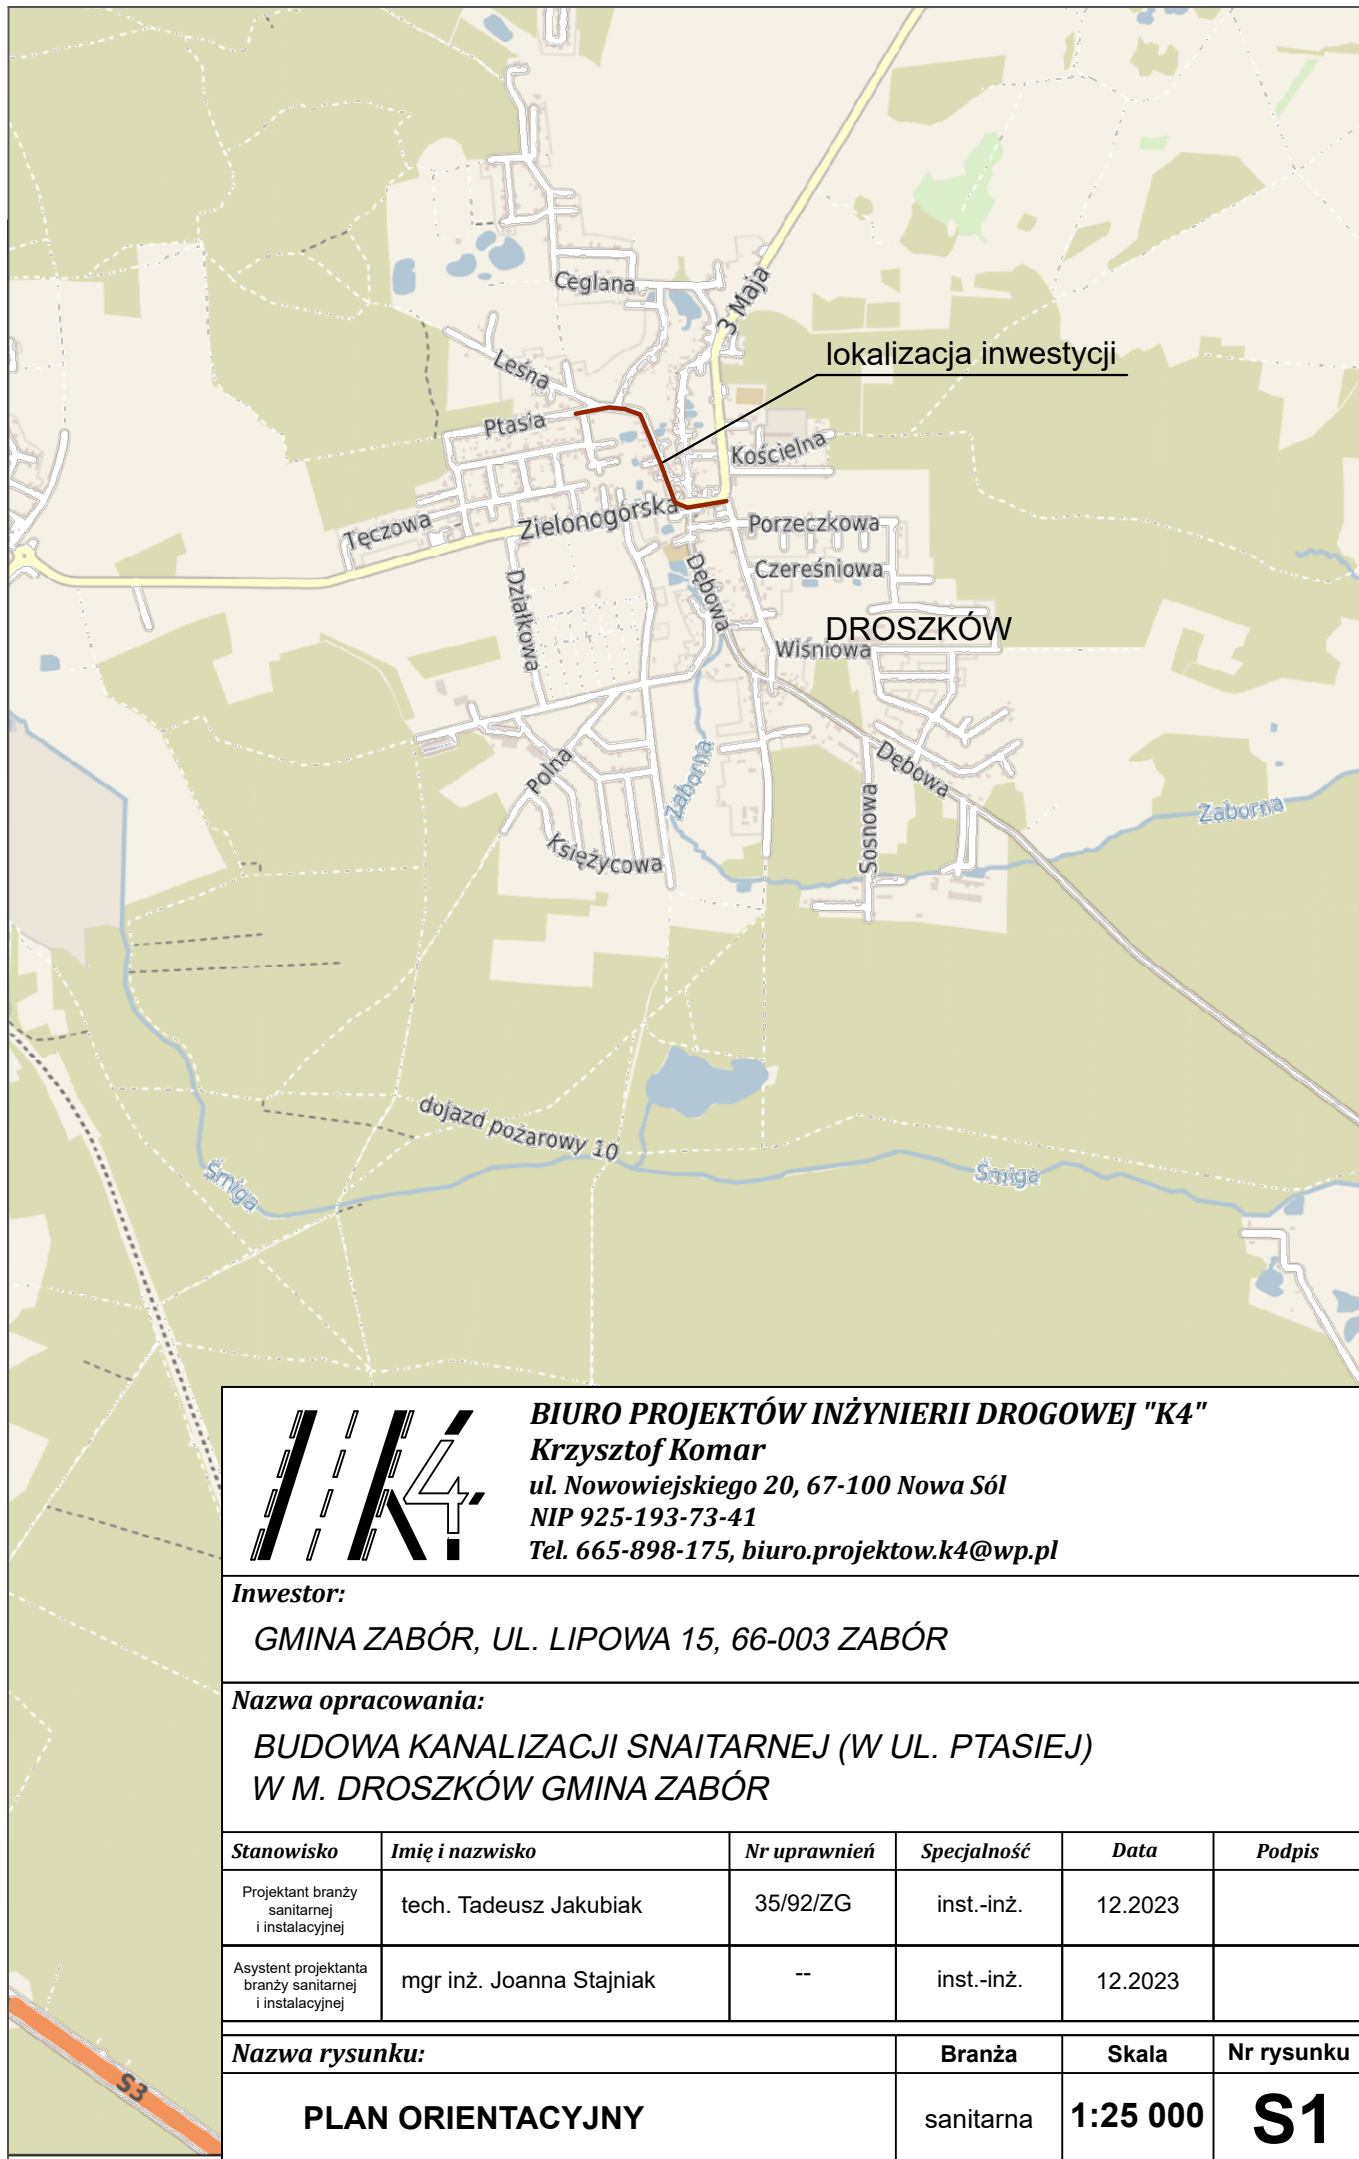 Ceglana
3 Maja
lokalizacja inwestycji
Leśna
Ptasia
Kościelna
Zielonogórska
Tęczowa
Porzeczkowa
Czereśniowa
Dębowa
Działkowa
DROSZKÓW
Wiśniowa
Polna
Zaborna
Dębowa
Sosnowa
Zaborna
Księżycowa
dojazd pożarowy 10
Śmiga
Śmiga
S3
K4
BIURO PROJEKTÓW INŻYNIERII DROGOWEJ "K4"
Krzysztof Komar
ul. Nowowiejskiego 20, 67-100 Nowa Sól
NIP 925-193-73-41
Tel. 665-898-175, biuro.projektow.k4@wp.pl
Inwestor:
GMINA ZABÓR, UL. LIPOWA 15, 66-003 ZABÓR
Nazwa opracowania:
BUDOWA KANALIZACJI SNAITARNEJ (W UL. PTASIEJ)
W M. DROSZKÓW GMINA ZABÓR
Stanowisko Imię i nazwisko Nr uprawnień Specjalność Data Podpis
Projektant branży
sanitarnej
i instalacyjnej
tech. Tadeusz Jakubiak 35/92/ZG inst.-inż. 12.2023
Asystent projektanta
branży sanitarnej
i instalacyjnej
mgr inż. Joanna Stajniak -- inst.-inż. 12.2023
Nazwa rysunku: Branża Skala Nr rysunku
PLAN ORIENTACYJNY sanitarna 1:25 000 S1